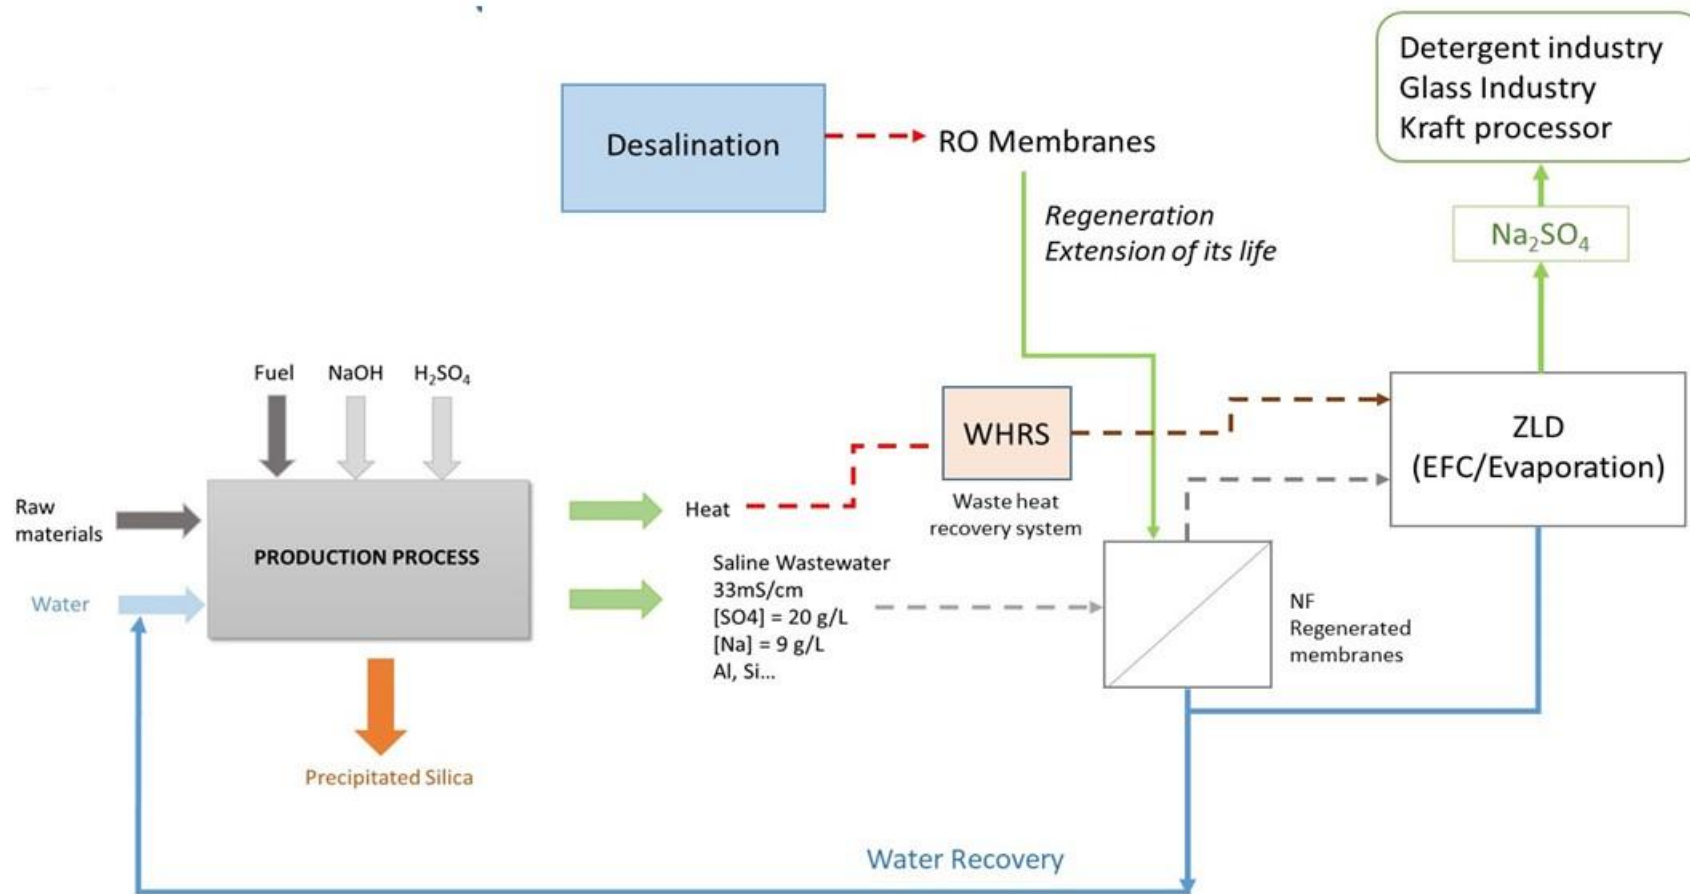 Detergent industry
Glass Industry
Kraft processor
Desalination
RO Membranes
Regeneration
Extension of its life
Na₂SO₄
Fuel
NaOH
H₂SO₄
WHRS
ZLD
(EFC/Evaporation)
Raw
materials
Heat
Waste heat
recovery system
PRODUCTION PROCESS
Saline Wastewater
33mS/cm
[SO4] = 20 g/L
[Na] = 9 g/L
Al, Si...
Water
NF
Regenerated
membranes
Precipitated Silica
Water Recovery